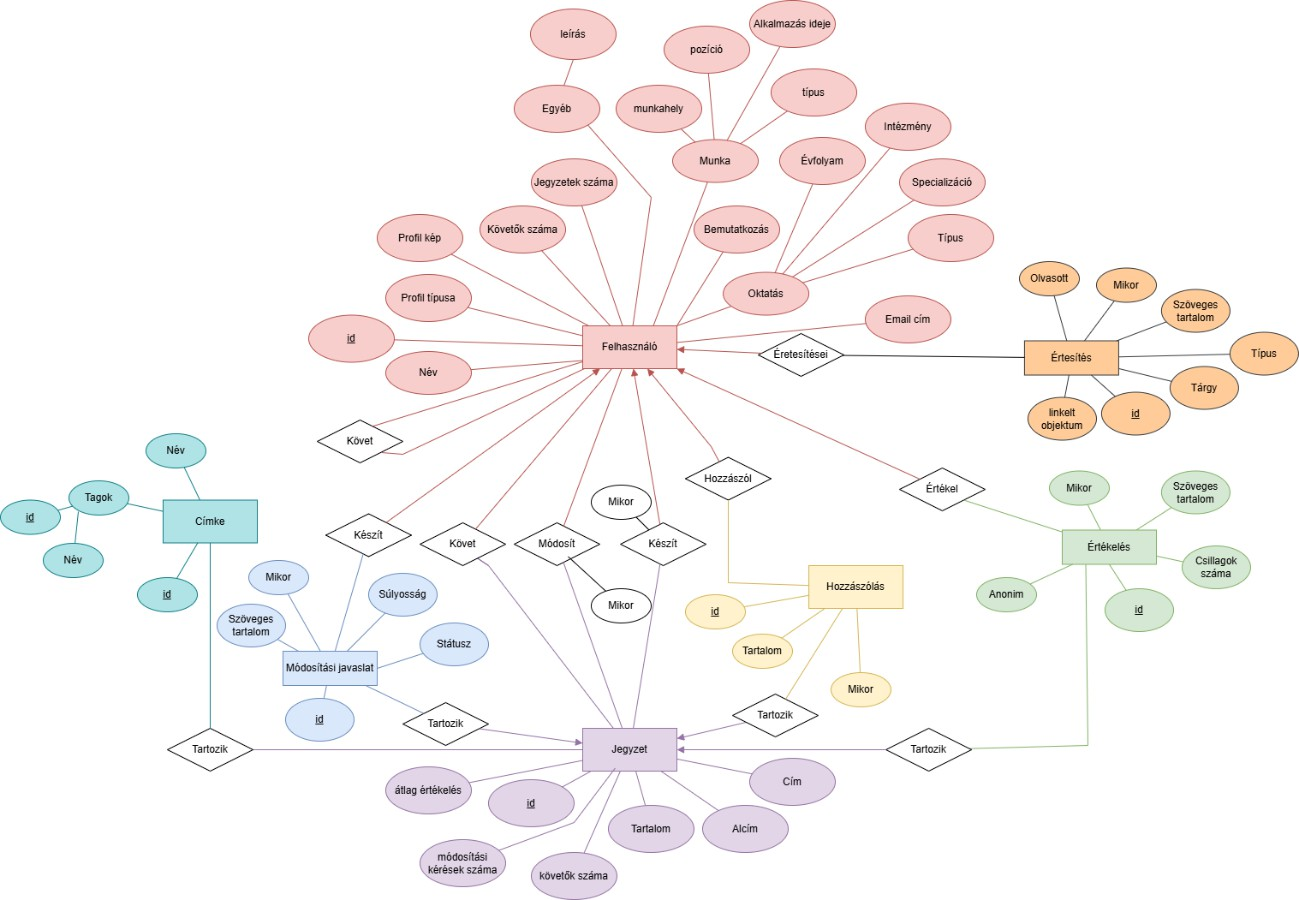 Alkalmazás ideje
leírás
pozíció
típus
Egyéb
munkahely
Intézmény
Munka
Évfolyam
Jegyzetek száma
Specializáció
Követők száma
Bemutatkozás
Profil kép
Típus
Olvasott
Mikor
Oktatás
Profil típusa
Szöveges
tartalom
Email cím
id
Felhasználó
Éretesítései
Értesítés
Típus
Név
Tárgy
linkelt
objektum
id
Követ
Név
Hozzászól
Értékel
Mikor
Szöveges
tartalom
Tagok
Mikor
id
Címke
Készít
Követ
Módosít
Készít
Értékelés
Név
Csillagok
száma
Mikor
Hozzászólás
id
Súlyosság
Anonim
Mikor
id
id
Szöveges
tartalom
Státusz
Tartalom
Módosítási javaslat
Mikor
id
Tartozik
Tartozik
Tartozik
Jegyzet
Tartozik
átlag értékelés
id
Cím
Tartalom
Alcím
módosítási
kérések száma
követők száma